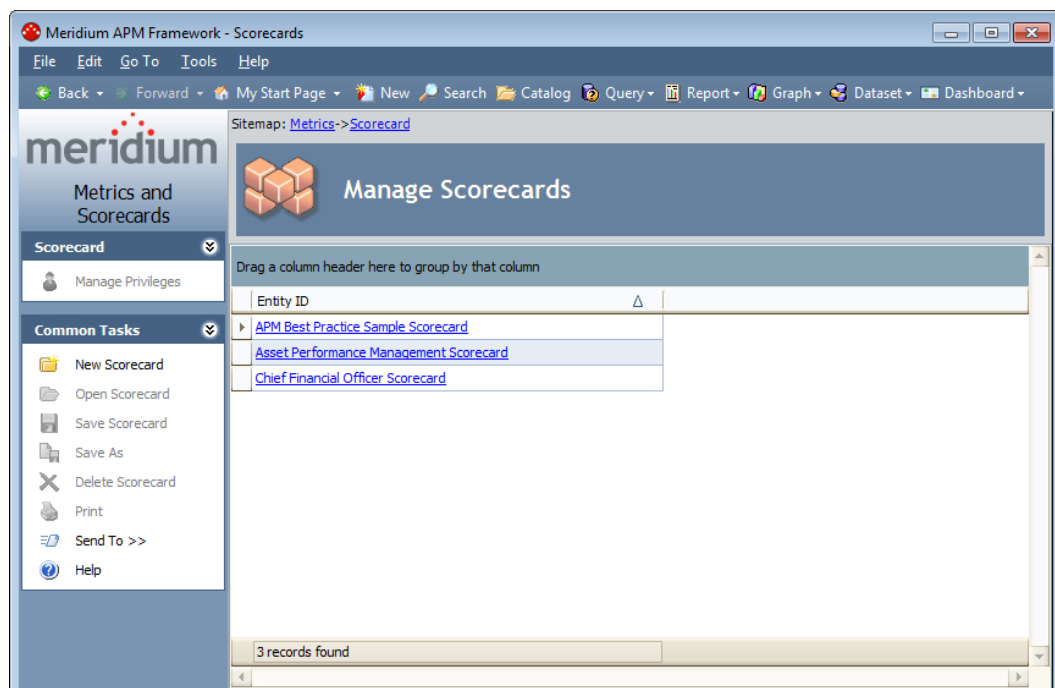 Meridium APM Framework - Scorecards
File Edit Go To Tools Help
Back Forward My Start Page New Search Catalog Query Report Graph Dataset Dashboard
meridium
Metrics and
Scorecards
Scorecard
Manage Privileges
Common Tasks
New Scorecard
Open Scorecard
Save Scorecard
Save As
Delete Scorecard
Print
Send To >>
Help
Sitemap: Metrics->Scorecard
Manage Scorecards
Drag a column header here to group by that column
Entity ID
APM Best Practice Sample Scorecard
Asset Performance Management Scorecard
Chief Financial Officer Scorecard
3 records found